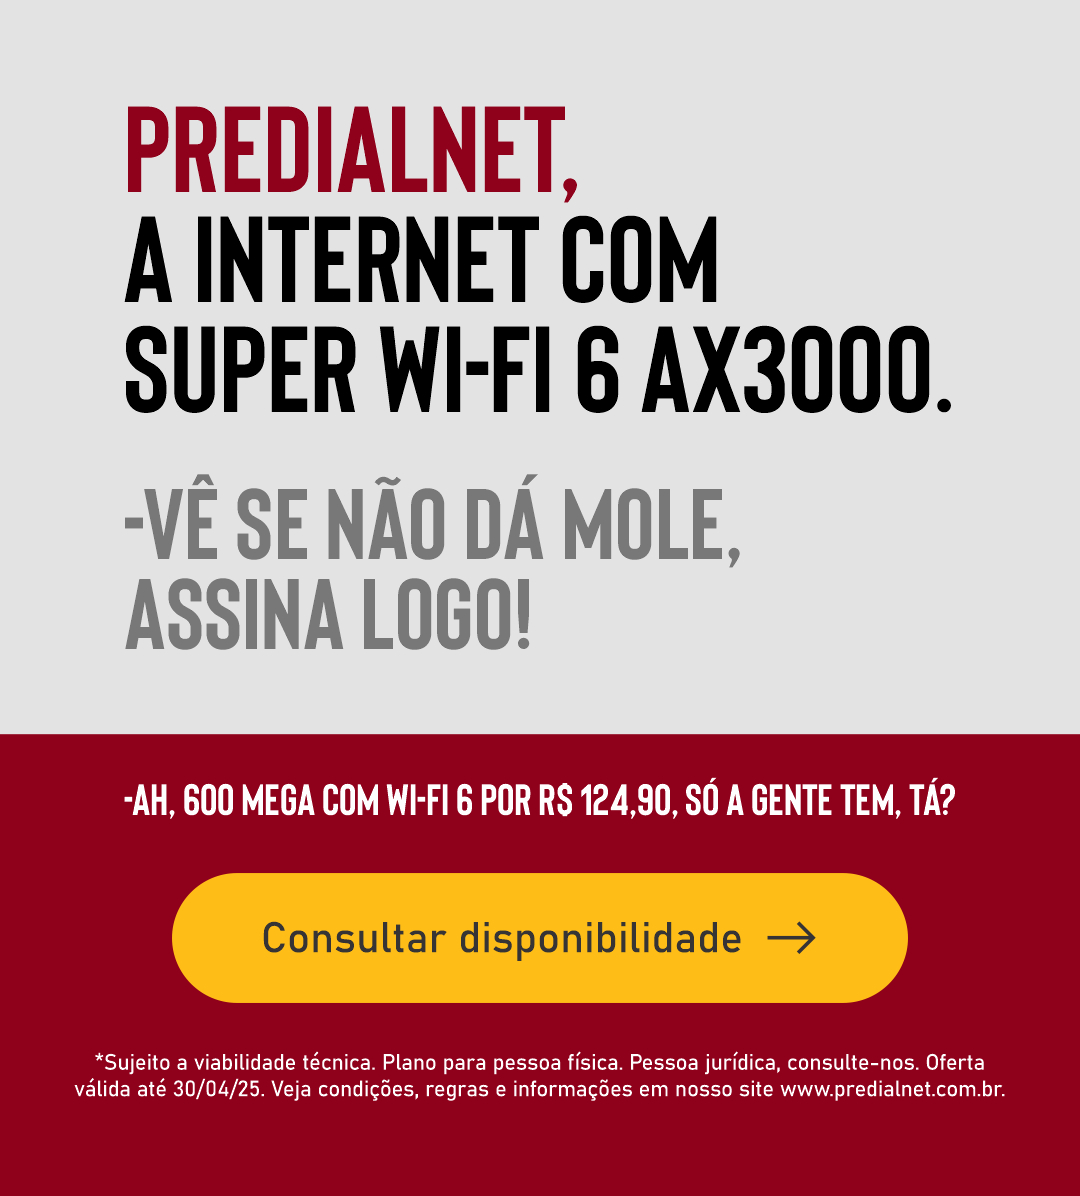 PREDIALNET,
A INTERNET COM
SUPER WI-FI 6 AX3000.
-VÊ SE NÃO DÁ MOLE,
ASSINA LOGO!
-AH, 600 MEGA COM WI-FI 6 POR R$ 124,90, SÓ A GENTE TEM, TÁ?
Consultar disponibilidade →
*Sujeito a viabilidade técnica. Plano para pessoa física. Pessoa jurídica, consulte-nos. Oferta
válida até 30/04/25. Veja condições, regras e informações em nosso site www.predialnet.com.br.